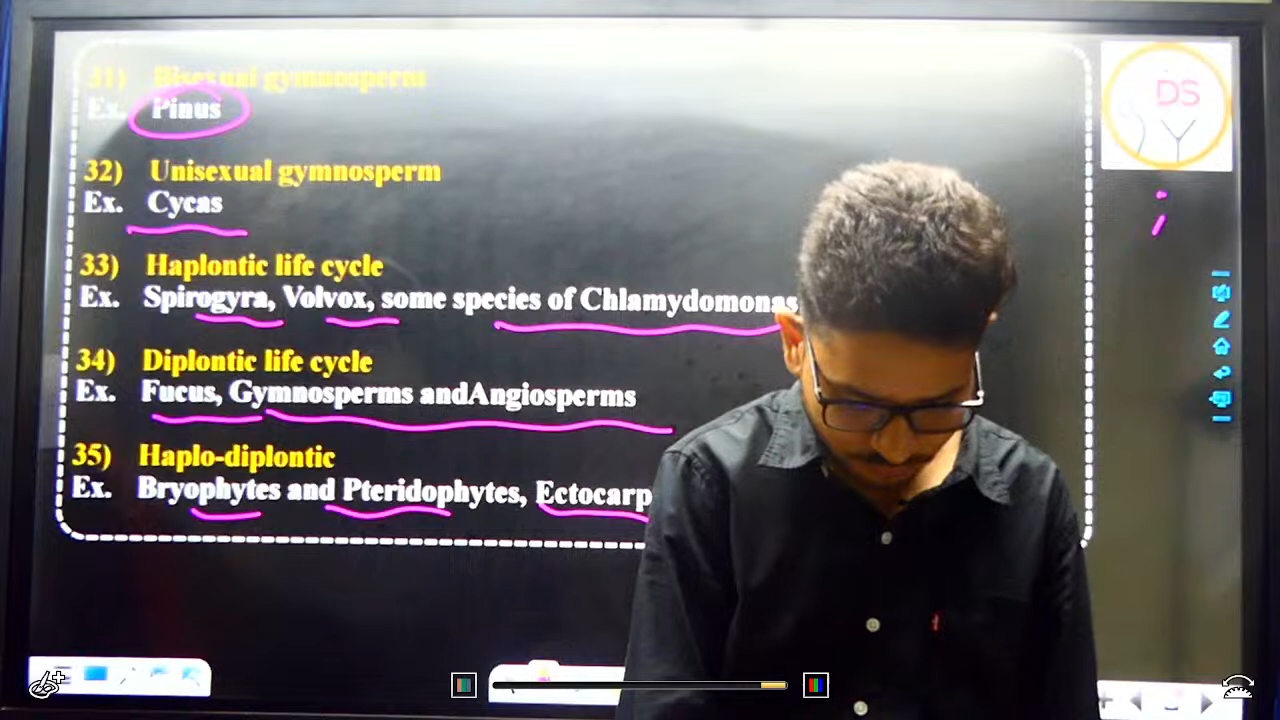 31) Bisexual gymnosperm
Ex. Pinus
32) Unisexual gymnosperm
Ex. Cycas
33) Haplontic life cycle
Ex. Spirogyra, Volvox, some species of Chlamydomonas,
34) Diplontic life cycle
Ex. Fucus, Gymnosperms andAngiosperms
35) Haplo-diplontic
Ex. Bryophytes and Pteridophytes, Ectocarp
DS